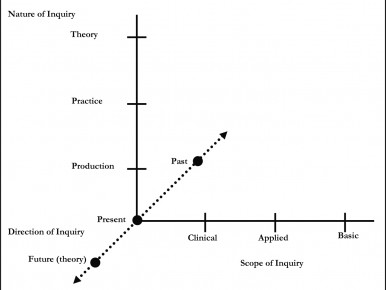 Nature of Inquiry
Theory
Practice
Production
Past
Present
Direction of Inquiry
Clinical
Applied
Basic
Future (theory)
Scope of Inquiry